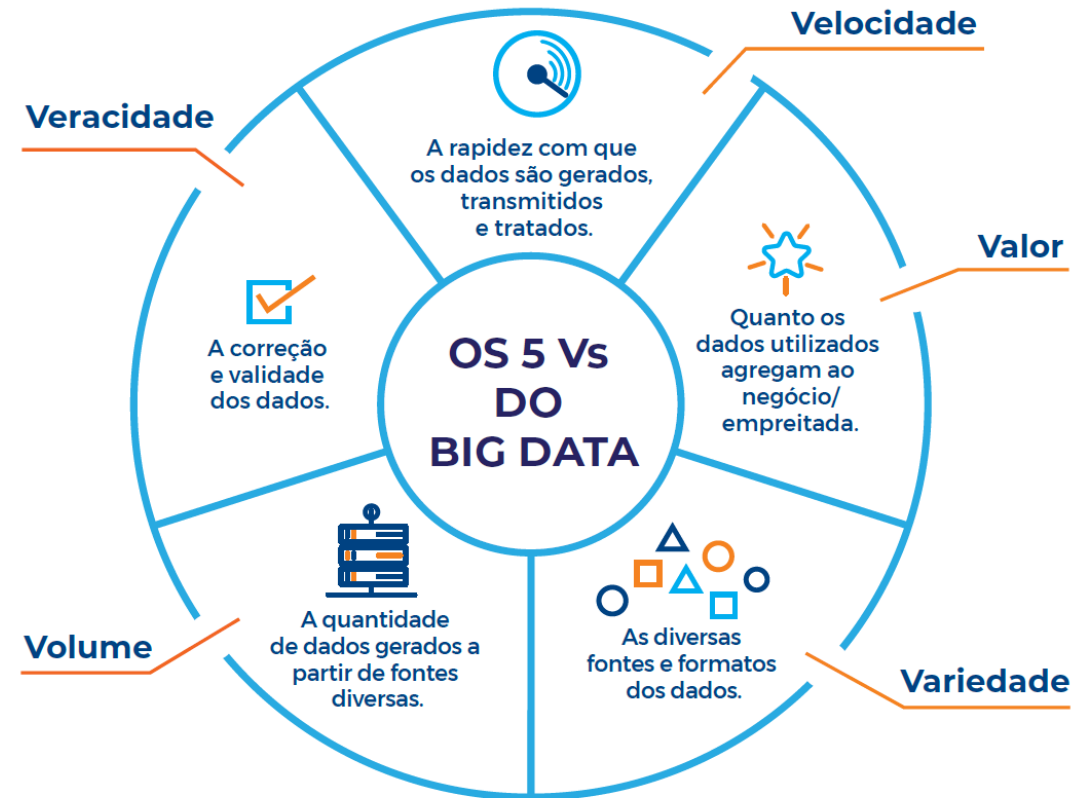 Velocidade
A rapidez com que
os dados são gerados,
transmitidos
e tratados.
Veracidade
A correção
e validade
dos dados.
Valor
Quanto os
dados utilizados
agregam ao
negócio/
empreitada.
OS 5 Vs
DO
BIG DATA
Volume
A quantidade
de dados gerados a
partir de fontes
diversas.
Variedade
As diversas
fontes e formatos
dos dados.